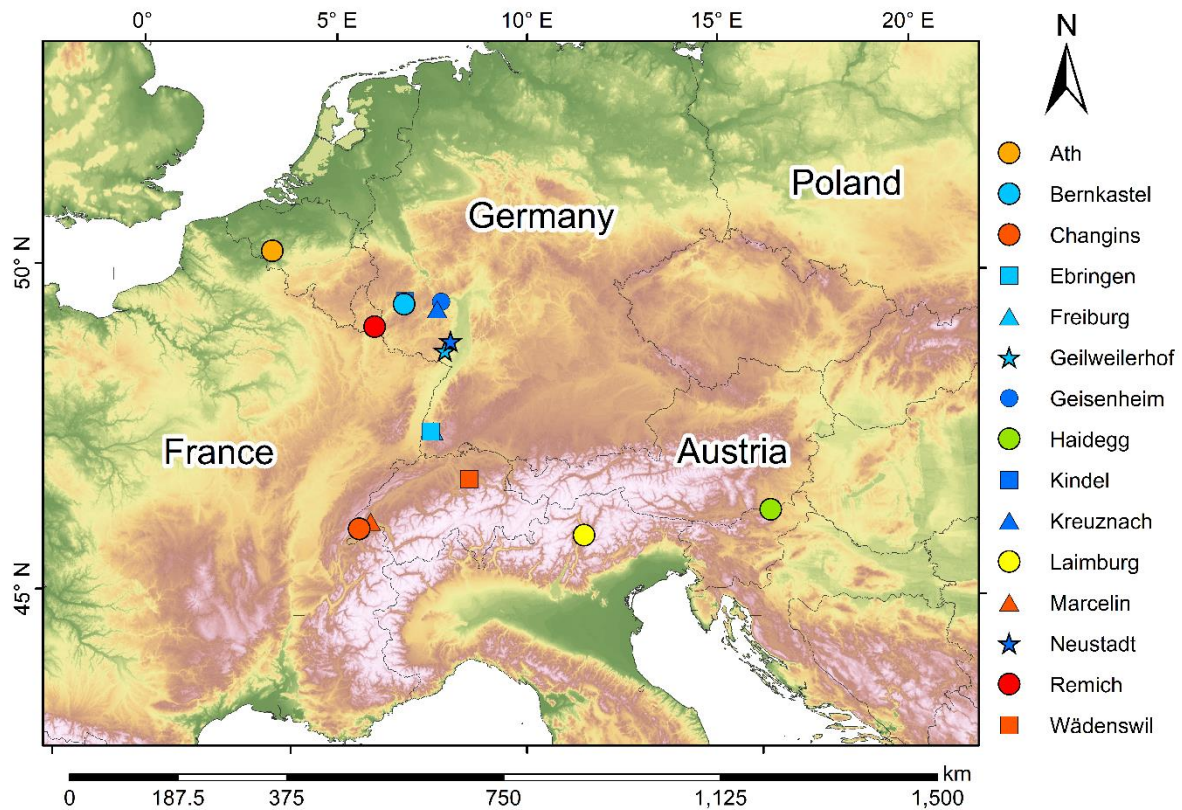 0° 5° E 10° E 15° E 20° E
N
50° N
45° N
Germany
Poland
France
Austria
Ath
Bernkastel
Changins
Ebringen
Freiburg
Geilweilerhof
Geisenheim
Haidegg
Kindel
Kreuznach
Laimburg
Marcelin
Neustadt
Remich
Wädenswil
km
0 187.5 375 750 1,125 1,500